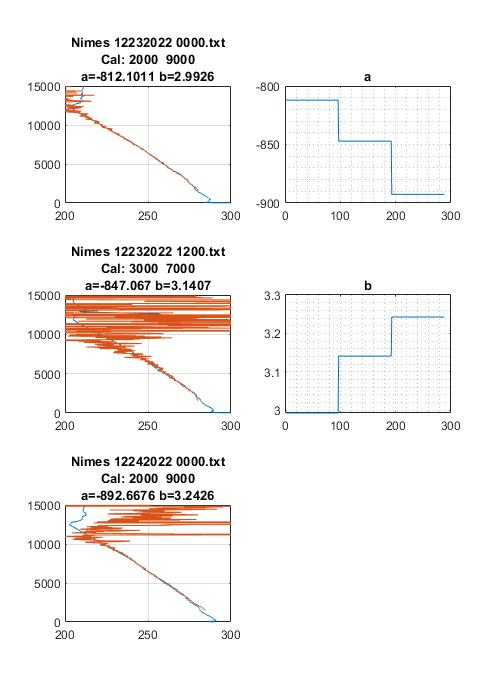 Nimes 12232022 0000.txt
Cal: 2000  9000
a=-812.1011 b=2.9926
15000
10000
5000
0
200 250 300
a
-800
-850
-900
0 100 200 300
Nimes 12232022 1200.txt
Cal: 3000  7000
a=-847.067 b=3.1407
15000
10000
5000
0
200 250 300
b
3.3
3.2
3.1
3
0 100 200 300
Nimes 12242022 0000.txt
Cal: 2000  9000
a=-892.6676 b=3.2426
15000
10000
5000
0
200 250 300